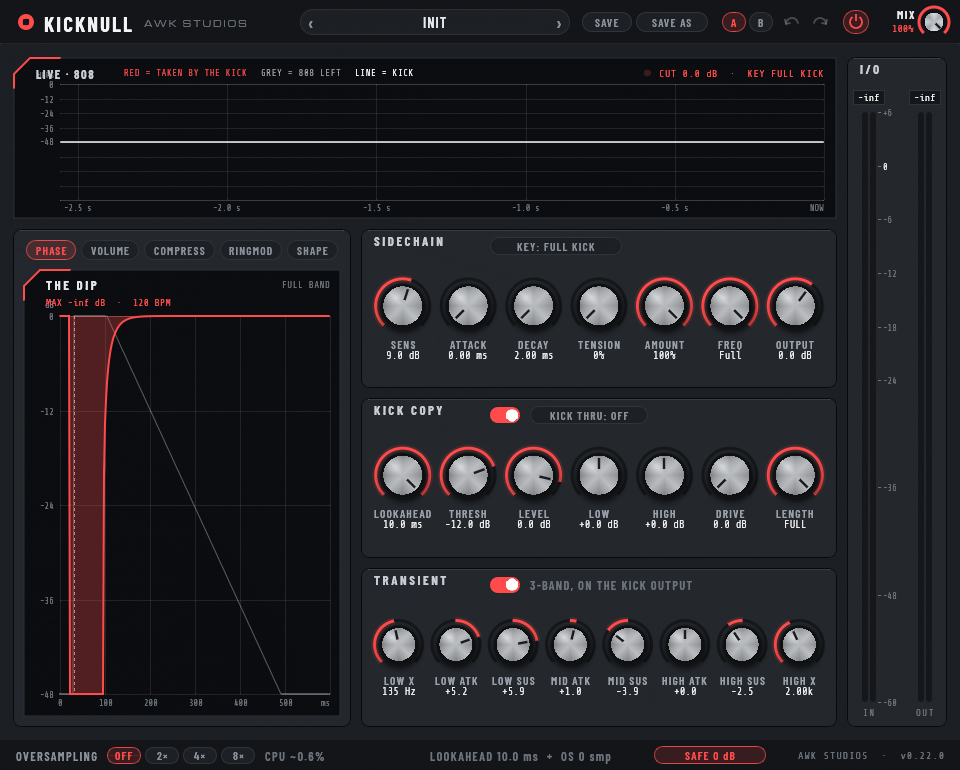 KICKNULL AWK STUDIOS ‹ INIT › SAVE SAVE AS A B MIX 100%
LIVE · 808 RED = TAKEN BY THE KICK GREY = 808 LEFT LINE = KICK CUT 0.0 dB · KEY FULL KICK
0
-12
-24
-36
-48
-2.5 s -2.0 s -1.5 s -1.0 s -0.5 s NOW
I/O
-inf -inf
+6
0
-6
-12
-18
-24
-36
-48
-60
IN OUT
PHASE VOLUME COMPRESS RINGMOD SHAPE
THE DIP FULL BAND
MAX -inf dB · 120 BPM
dB
0
-12
-24
-36
-48
0 100 200 300 400 500 ms
SIDECHAIN KEY: FULL KICK
SENS ATTACK DECAY TENSION AMOUNT FREQ OUTPUT
9.0 dB 0.00 ms 2.00 ms 0% 100% Full 0.0 dB
KICK COPY KICK THRU: OFF
LOOKAHEAD THRESH LEVEL LOW HIGH DRIVE LENGTH
10.0 ms -12.0 dB 0.0 dB +0.0 dB +0.0 dB 0.0 dB FULL
TRANSIENT 3-BAND, ON THE KICK OUTPUT
LOW X LOW ATK LOW SUS MID ATK MID SUS HIGH ATK HIGH SUS HIGH X
135 Hz +5.2 +5.9 +1.0 -3.9 +0.0 -2.5 2.00k
OVERSAMPLING OFF 2× 4× 8× CPU ~0.6% LOOKAHEAD 10.0 ms + OS 0 smp SAFE 0 dB AWK STUDIOS · v0.22.0